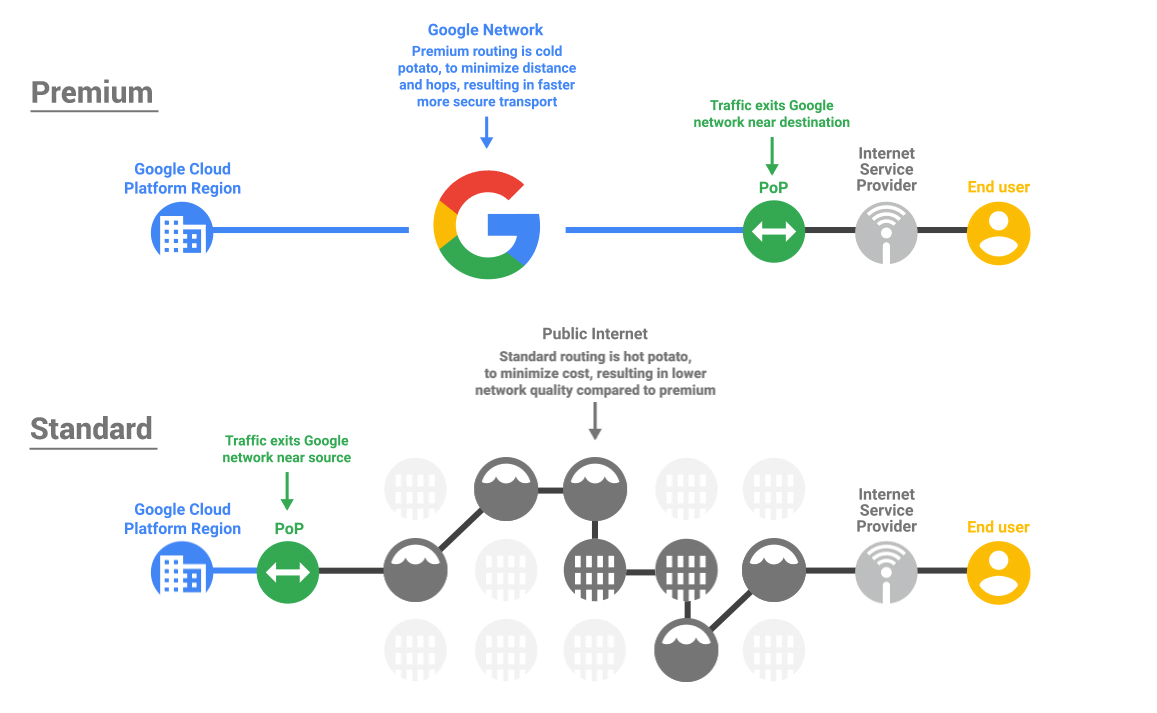 Google Network
Premium routing is cold
potato, to minimize distance
and hops, resulting in faster
more secure transport
Premium
Traffic exits Google
network near destination
Google Cloud
Platform Region
PoP
Internet
Service
Provider
End user
Public Internet
Standard routing is hot potato,
to minimize cost, resulting in lower
network quality compared to premium
Standard
Traffic exits Google
network near source
Google Cloud
Platform Region
PoP
Internet
Service
Provider
End user